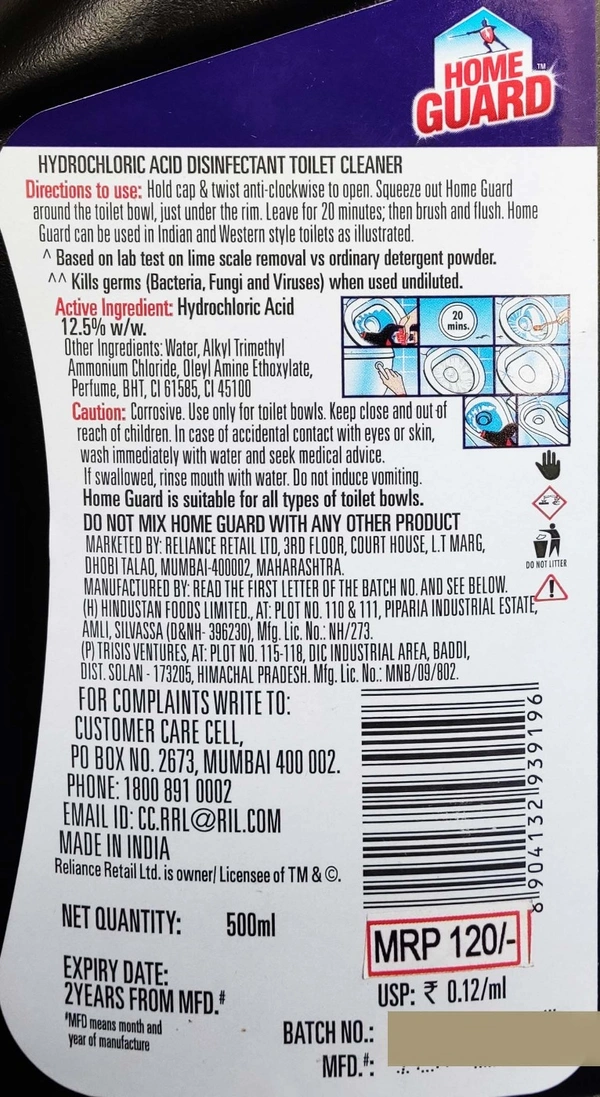 HOME
GUARD™
HYDROCHLORIC ACID DISINFECTANT TOILET CLEANER
Directions to use: Hold cap & twist anti-clockwise to open. Squeeze out Home Guard
around the toilet bowl, just under the rim. Leave for 20 minutes; then brush and flush. Home
Guard can be used in Indian and Western style toilets as illustrated.
^ Based on lab test on lime scale removal vs ordinary detergent powder.
^^ Kills germs (Bacteria, Fungi and Viruses) when used undiluted.
Active Ingredient: Hydrochloric Acid
12.5% w/w.
Other Ingredients: Water, Alkyl Trimethyl
Ammonium Chloride, Oleyl Amine Ethoxylate,
Perfume, BHT, CI 61585, CI 45100
20
mins.
Caution: Corrosive. Use only for toilet bowls. Keep close and out of
reach of children. In case of accidental contact with eyes or skin,
wash immediately with water and seek medical advice.
If swallowed, rinse mouth with water. Do not induce vomiting.
Home Guard is suitable for all types of toilet bowls.
DO NOT MIX HOME GUARD WITH ANY OTHER PRODUCT
MARKETED BY: RELIANCE RETAIL LTD, 3RD FLOOR, COURT HOUSE, L.T MARG,
DHOBI TALAO, MUMBAI-400002, MAHARASHTRA.
DO NOT LITTER
MANUFACTURED BY: READ THE FIRST LETTER OF THE BATCH NO. AND SEE BELOW.
(H) HINDUSTAN FOODS LIMITED., AT: PLOT NO. 110 & 111, PIPARIA INDUSTRIAL ESTATE,
AMLI, SILVASSA (D&NH- 396230), Mfg. Lic. No.: NH/273.
(P) TRISIS VENTURES, AT: PLOT NO. 115-118, DIC INDUSTRIAL AREA, BADDI,
DIST. SOLAN - 173205, HIMACHAL PRADESH. Mfg. Lic. No.: MNB/09/802.
FOR COMPLAINTS WRITE TO:
CUSTOMER CARE CELL,
PO BOX NO. 2673, MUMBAI 400 002.
PHONE: 1800 891 0002
EMAIL ID: CC.RRL@RIL.COM
MADE IN INDIA
Reliance Retail Ltd. is owner/ Licensee of TM & ©.
8 904132 939196
NET QUANTITY: 500ml
MRP 120/-
EXPIRY DATE:
2YEARS FROM MFD.#
USP: ₹ 0.12/ml
#MFD means month and
year of manufacture
BATCH NO.:
MFD.#: